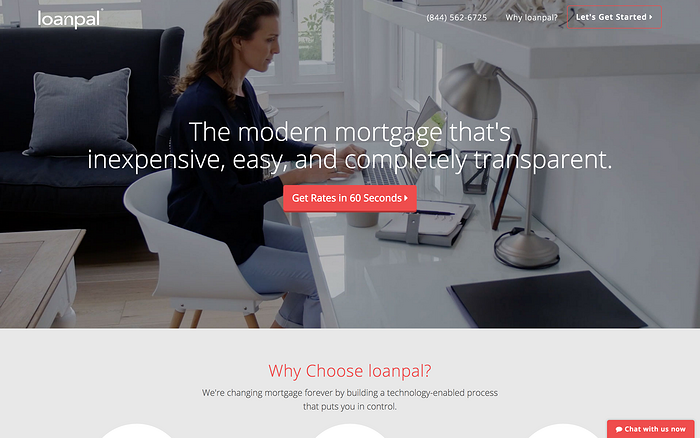 loanpal
(844) 562-6725
Why loanpal?
Let's Get Started
The modern mortgage that's
inexpensive, easy, and completely transparent.
Get Rates in 60 Seconds
Why Choose loanpal?
We're changing mortgage forever by building a technology-enabled process
that puts you in control.
Chat with us now